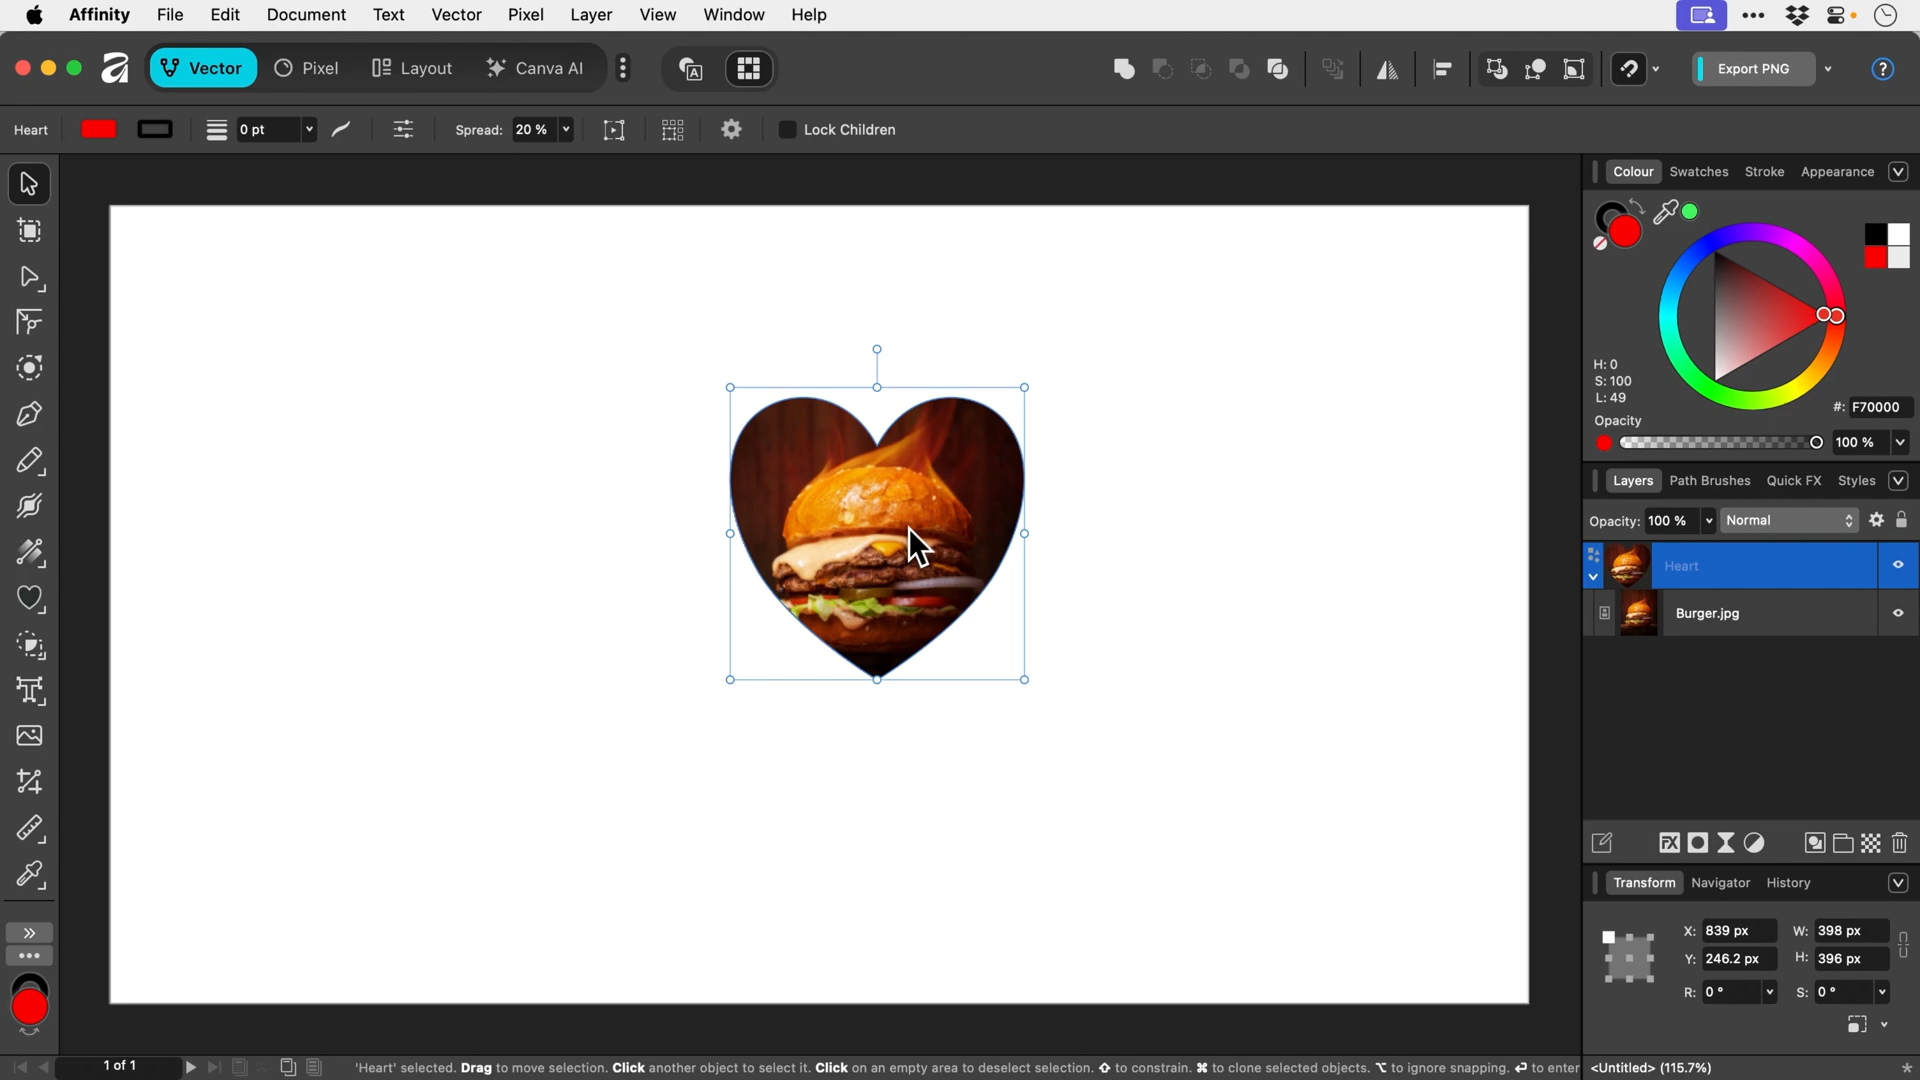 Affinity File Edit Document Text Vector Pixel Layer View Window Help
Vector Pixel Layout Canva AI Export PNG
Heart 0 pt Spread: 20 % Lock Children
Colour Swatches Stroke Appearance
H: 0
S: 100
L: 49
#: F70000
Opacity
100 %
Layers Path Brushes Quick FX Styles
Opacity: 100 % Normal
Heart
Burger.jpg
FX
Transform Navigator History
X: 839 px W: 398 px
Y: 246.2 px H: 396 px
R: 0 ° S: 0 °
1 of 1 'Heart' selected. Drag to move selection. Click another object to select it. Click on an empty area to deselect selection. ⇧ to constrain. ⌘ to clone selected objects. ⌥ to ignore snapping. ⏎ to enter <Untitled> (115.7%)